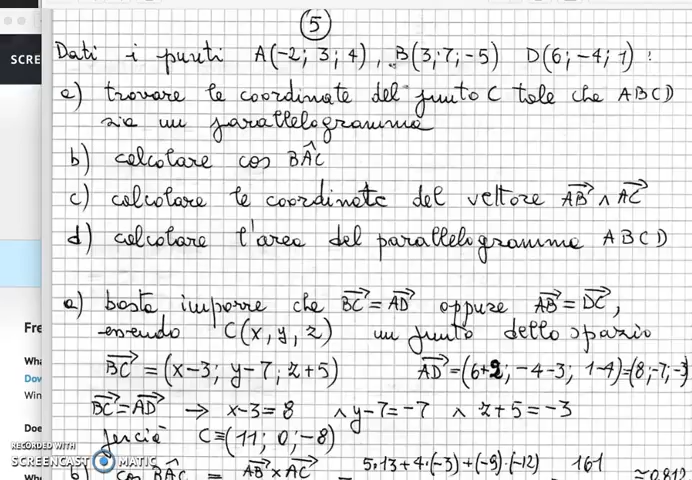 SCREE
5
Dati i punti A(-2; 3; 4), B(3; 7; -5) D(6; -4; 1) :
a) trovare le coordinate del punto C tale che ABCD
sia un parallelogramma
b) calcolare cos BÂC
c) calcolare le coordinate del vettore AB→ ∧ AC→
d) calcolare l'area del parallelogramma ABCD
a) basta imporre che BC→ = AD→ oppure AB→ = DC→,
essendo C(x, y, z) un punto dello spazio
BC→ = (x-3; y-7; z+5) AD→ = (6+2; -4-3; 1-4) = (8; -7; -3)
BC→ = AD→ → x-3 = 8 ∧ y-7 = -7 ∧ z+5 = -3
perciò C ≡ (11; 0; -8)
b) cos BÂC = AB→ × AC→ = 5·13+4·(-3)+(-9)·(-12) = 161 ≅ 0,812
Fre
Wha
Dow
Win
Doe
RECORDED WITH
SCREENCAST MATIC